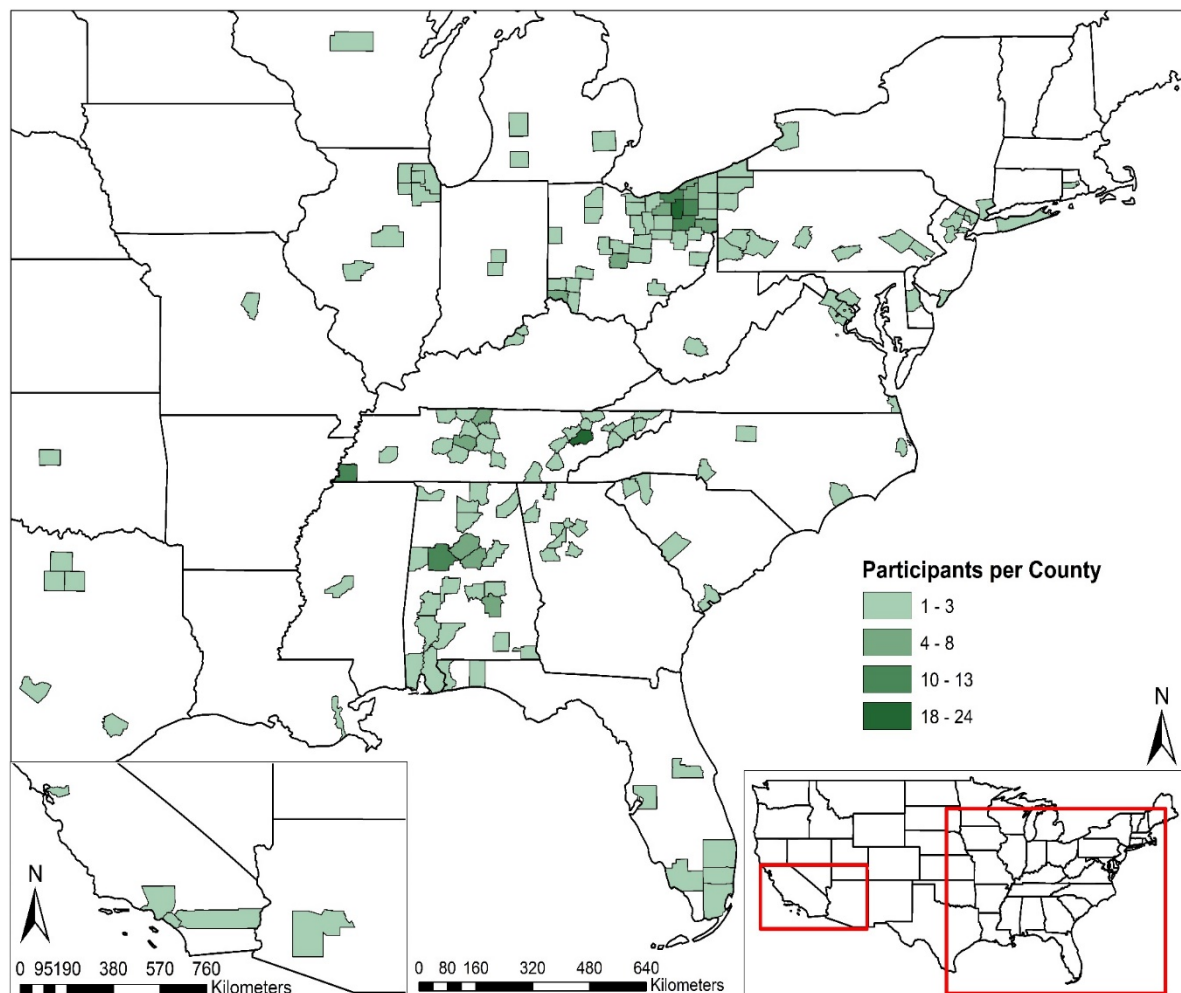 Participants per County
1 - 3
4 - 8
10 - 13
18 - 24
N
N
0 95190 380 570 760
Kilometers
0 80 160 320 480 640
Kilometers